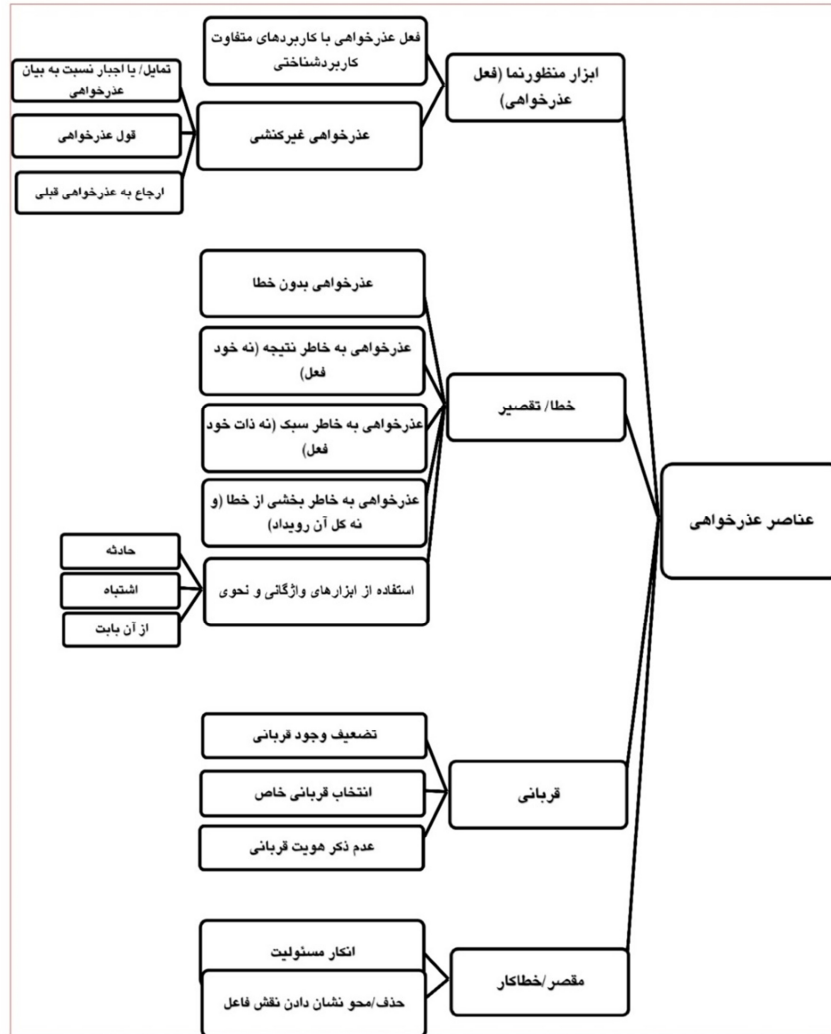 عناصر عذرخواهی
ابزار منظورنما (فعل
عذرخواهی)
فعل عذرخواهی با کاربردهای متفاوت
کاربردشناختی
عذرخواهی غیرکنشی
تمایل/ یا اجبار نسبت به بیان
عذرخواهی
قول عذرخواهی
ارجاع به عذرخواهی قبلی
خطا/ تقصیر
عذرخواهی بدون خطا
عذرخواهی به خاطر نتیجه (نه خود
فعل)
عذرخواهی به خاطر سبک (نه ذات خود
فعل)
عذرخواهی به خاطر بخشی از خطا (و
نه کل آن رویداد)
استفاده از ابزارهای واژگانی و نحوی
حادثه
اشتباه
از آن بابت
قربانی
تضعیف وجود قربانی
انتخاب قربانی خاص
عدم ذکر هویت قربانی
مقصر/خطاکار
انکار مسئولیت
حذف/محو نشان دادن نقش فاعل